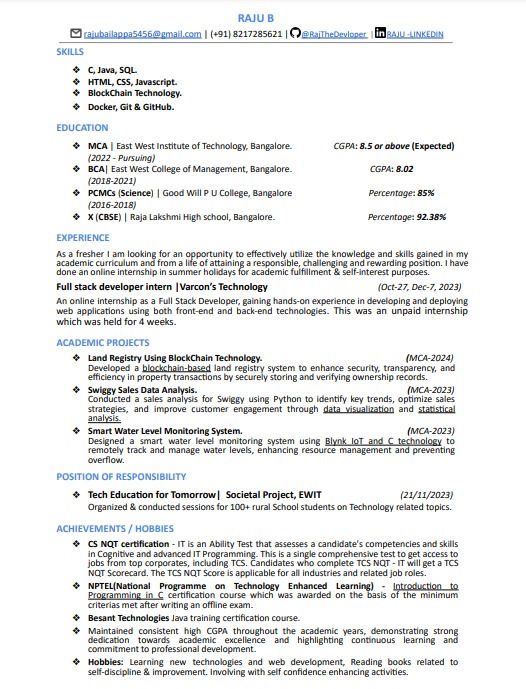 RAJU B
rajubailappa5456@gmail.com | (+91) 8217285621 | @RajTheDevloper | RAJU -LINKEDIN
SKILLS
❖ C, Java, SQL.
❖ HTML, CSS, Javascript.
❖ BlockChain Technology.
❖ Docker, Git & GitHub.
EDUCATION
❖ MCA | East West Institute of Technology, Bangalore. CGPA: 8.5 or above (Expected)
(2022 - Pursuing)
❖ BCA| East West College of Management, Bangalore. CGPA: 8.02
(2018-2021)
❖ PCMCs (Science) | Good Will P U College, Bangalore Percentage: 85%
(2016-2018)
❖ X (CBSE) | Raja Lakshmi High school, Bangalore. Percentage: 92.38%
EXPERIENCE
As a fresher I am looking for an opportunity to effectively utilize the knowledge and skills gained in my
academic curriculum and from a life of attaining a responsible, challenging and rewarding position. I have
done an online internship in summer holidays for academic fulfillment & self-interest purposes.
Full stack developer intern |Varcon's Technology (Oct-27, Dec-7, 2023)
An online internship as a Full Stack Developer, gaining hands-on experience in developing and deploying
web applications using both front-end and back-end technologies. This was an unpaid internship
which was held for 4 weeks.
ACADEMIC PROJECTS
❖ Land Registry Using BlockChain Technology. (MCA-2024)
Developed a blockchain-based land registry system to enhance security, transparency, and
efficiency in property transactions by securely storing and verifying ownership records.
❖ Swiggy Sales Data Analysis. (MCA-2023)
Conducted a sales analysis for Swiggy using Python to identify key trends, optimize sales
strategies, and improve customer engagement through data visualization and statistical
analysis.
❖ Smart Water Level Monitoring System. (MCA-2023)
Designed a smart water level monitoring system using Blynk IoT and C technology to
remotely track and manage water levels, enhancing resource management and preventing
overflow.
POSITION OF RESPONSIBILITY
❖ Tech Education for Tomorrow| Societal Project, EWIT (21/11/2023)
Organized & conducted sessions for 100+ rural School students on Technology related topics.
ACHIEVEMENTS / HOBBIES
❖ CS NQT certification - IT is an Ability Test that assesses a candidate's competencies and skills
in Cognitive and advanced IT Programming. This is a single comprehensive test to get access to
jobs from top corporates, including TCS. Candidates who complete TCS NQT - IT will get a TCS
NQT Scorecard. The TCS NQT Score is applicable for all industries and related job roles.
❖ NPTEL(National Programme on Technology Enhanced Learning) - Introduction to
Programming in C certification course which was awarded on the basis of the minimum
criterias met after writing an offline exam.
❖ Besant Technologies Java training certification course.
❖ Maintained consistent high CGPA throughout the academic years, demonstrating strong
dedication towards academic excellence and highlighting continuous learning and
commitment to professional development.
❖ Hobbies: Learning new technologies and web development, Reading books related to
self-discipline & improvement. Involving with self confidence enhancing activities.